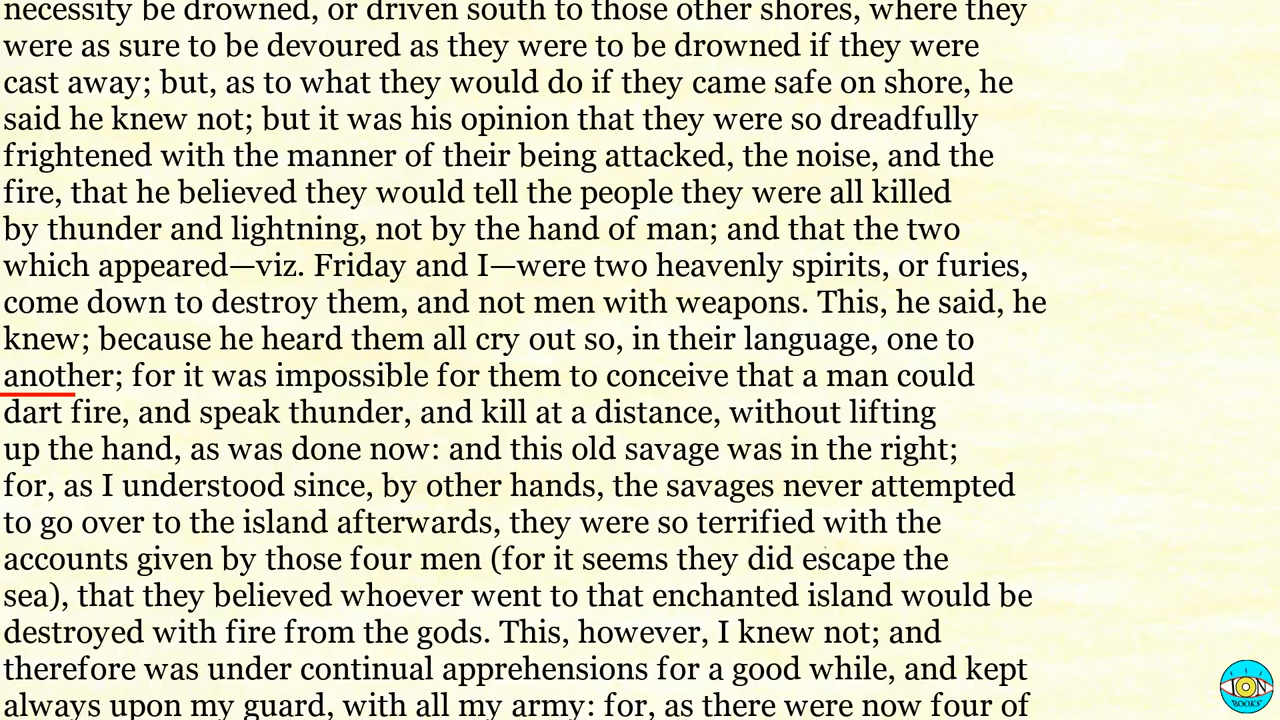 necessity be drowned, or driven south to those other shores, where they
were as sure to be devoured as they were to be drowned if they were
cast away; but, as to what they would do if they came safe on shore, he
said he knew not; but it was his opinion that they were so dreadfully
frightened with the manner of their being attacked, the noise, and the
fire, that he believed they would tell the people they were all killed
by thunder and lightning, not by the hand of man; and that the two
which appeared—viz. Friday and I—were two heavenly spirits, or furies,
come down to destroy them, and not men with weapons. This, he said, he
knew; because he heard them all cry out so, in their language, one to
another; for it was impossible for them to conceive that a man could
dart fire, and speak thunder, and kill at a distance, without lifting
up the hand, as was done now: and this old savage was in the right;
for, as I understood since, by other hands, the savages never attempted
to go over to the island afterwards, they were so terrified with the
accounts given by those four men (for it seems they did escape the
sea), that they believed whoever went to that enchanted island would be
destroyed with fire from the gods. This, however, I knew not; and
therefore was under continual apprehensions for a good while, and kept
always upon my guard, with all my army: for, as there were now four of
ION
BOOKS